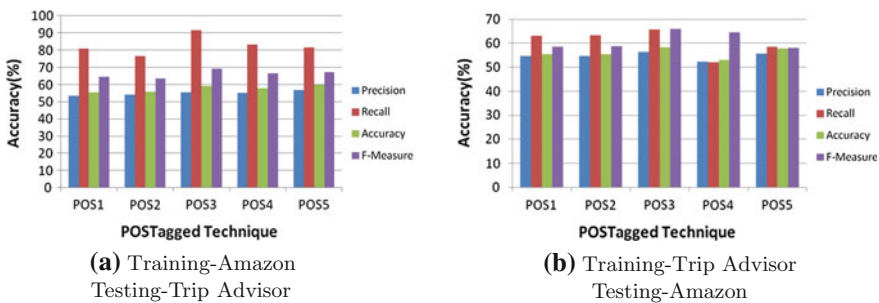 100
90
80
70
60
50
40
30
20
10
0
Accuracy(%)
POS1 POS2 POS3 POS4 POS5
POSTagged Technique
Precision
Recall
Accuracy
F-Measure
(a) Training-Amazon
Testing-Trip Advisor
70
60
50
40
30
20
10
0
Accuracy(%)
POS1 POS2 POS3 POS4 POS5
POSTagged Technique
Precision
Recall
Accuracy
F-Measure
(b) Training-Trip Advisor
Testing-Amazon